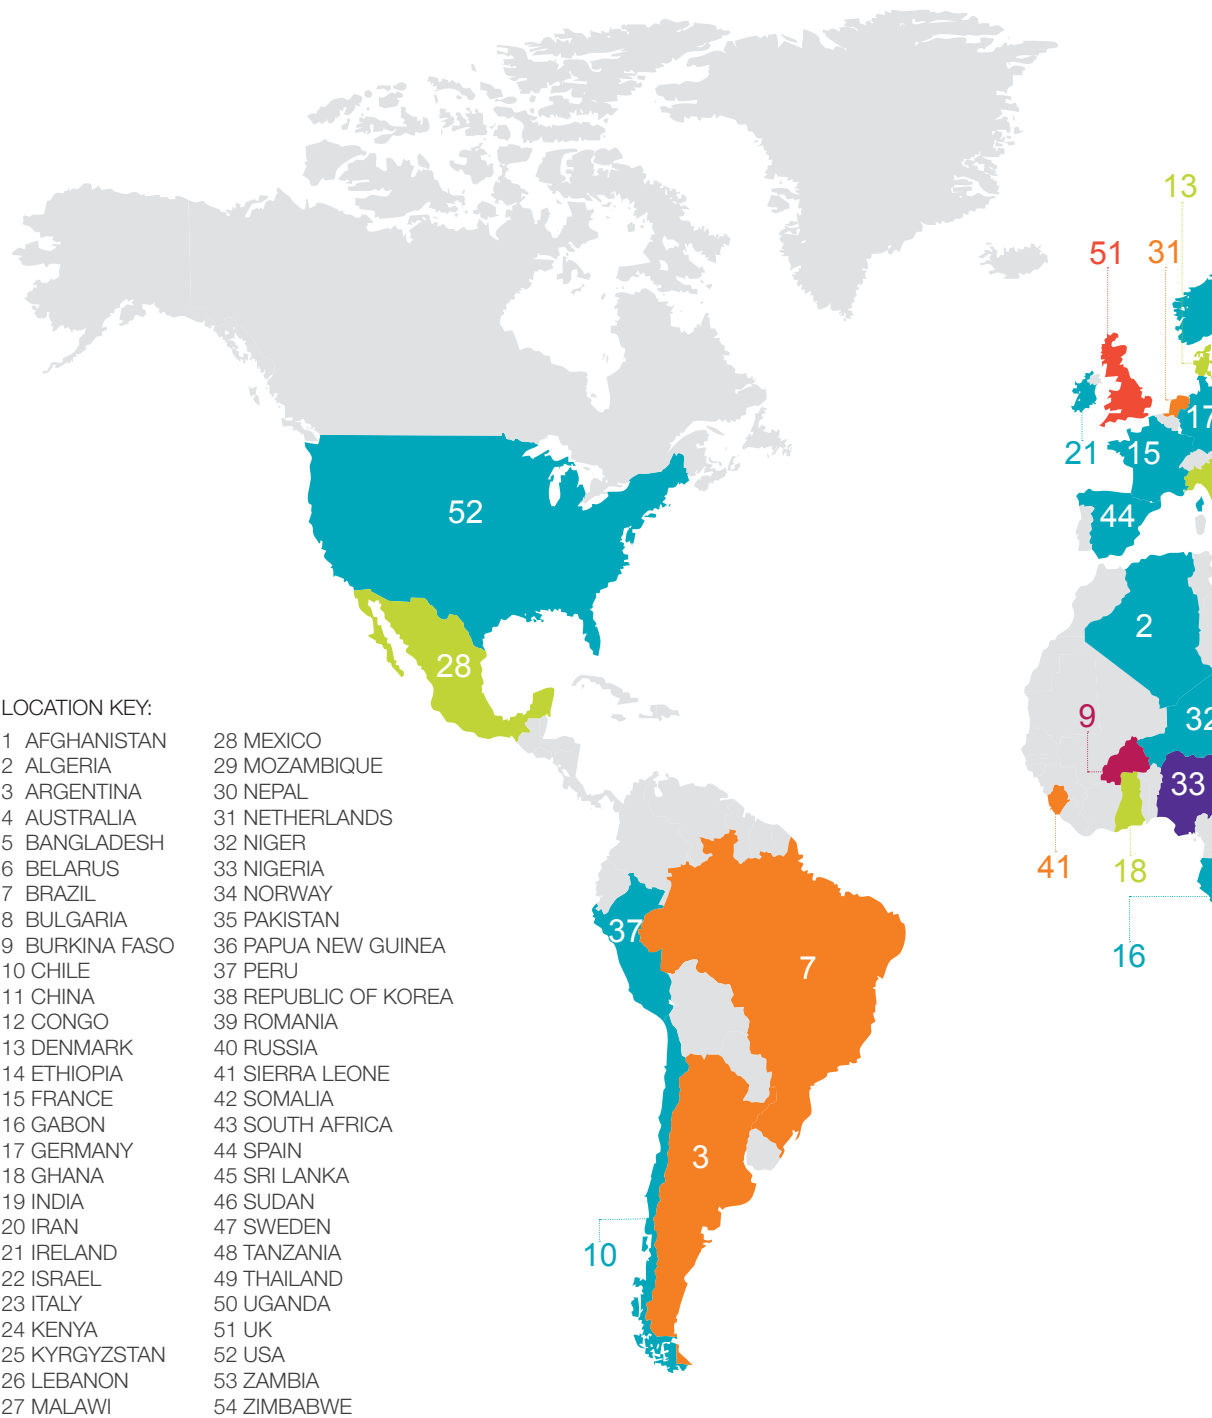 13
51 31
17
21 15
52
44
2
28
LOCATION KEY:
9
32
1 AFGHANISTAN
2 ALGERIA
3 ARGENTINA
4 AUSTRALIA
5 BANGLADESH
6 BELARUS
7 BRAZIL
8 BULGARIA
9 BURKINA FASO
10 CHILE
11 CHINA
12 CONGO
13 DENMARK
14 ETHIOPIA
15 FRANCE
16 GABON
17 GERMANY
18 GHANA
19 INDIA
20 IRAN
21 IRELAND
22 ISRAEL
23 ITALY
24 KENYA
25 KYRGYZSTAN
26 LEBANON
27 MALAWI
28 MEXICO
29 MOZAMBIQUE
30 NEPAL
31 NETHERLANDS
32 NIGER
33 NIGERIA
34 NORWAY
35 PAKISTAN
36 PAPUA NEW GUINEA
37 PERU
38 REPUBLIC OF KOREA
39 ROMANIA
40 RUSSIA
41 SIERRA LEONE
42 SOMALIA
43 SOUTH AFRICA
44 SPAIN
45 SRI LANKA
46 SUDAN
47 SWEDEN
48 TANZANIA
49 THAILAND
50 UGANDA
51 UK
52 USA
53 ZAMBIA
54 ZIMBABWE
33
41 18
37
16
7
3
10